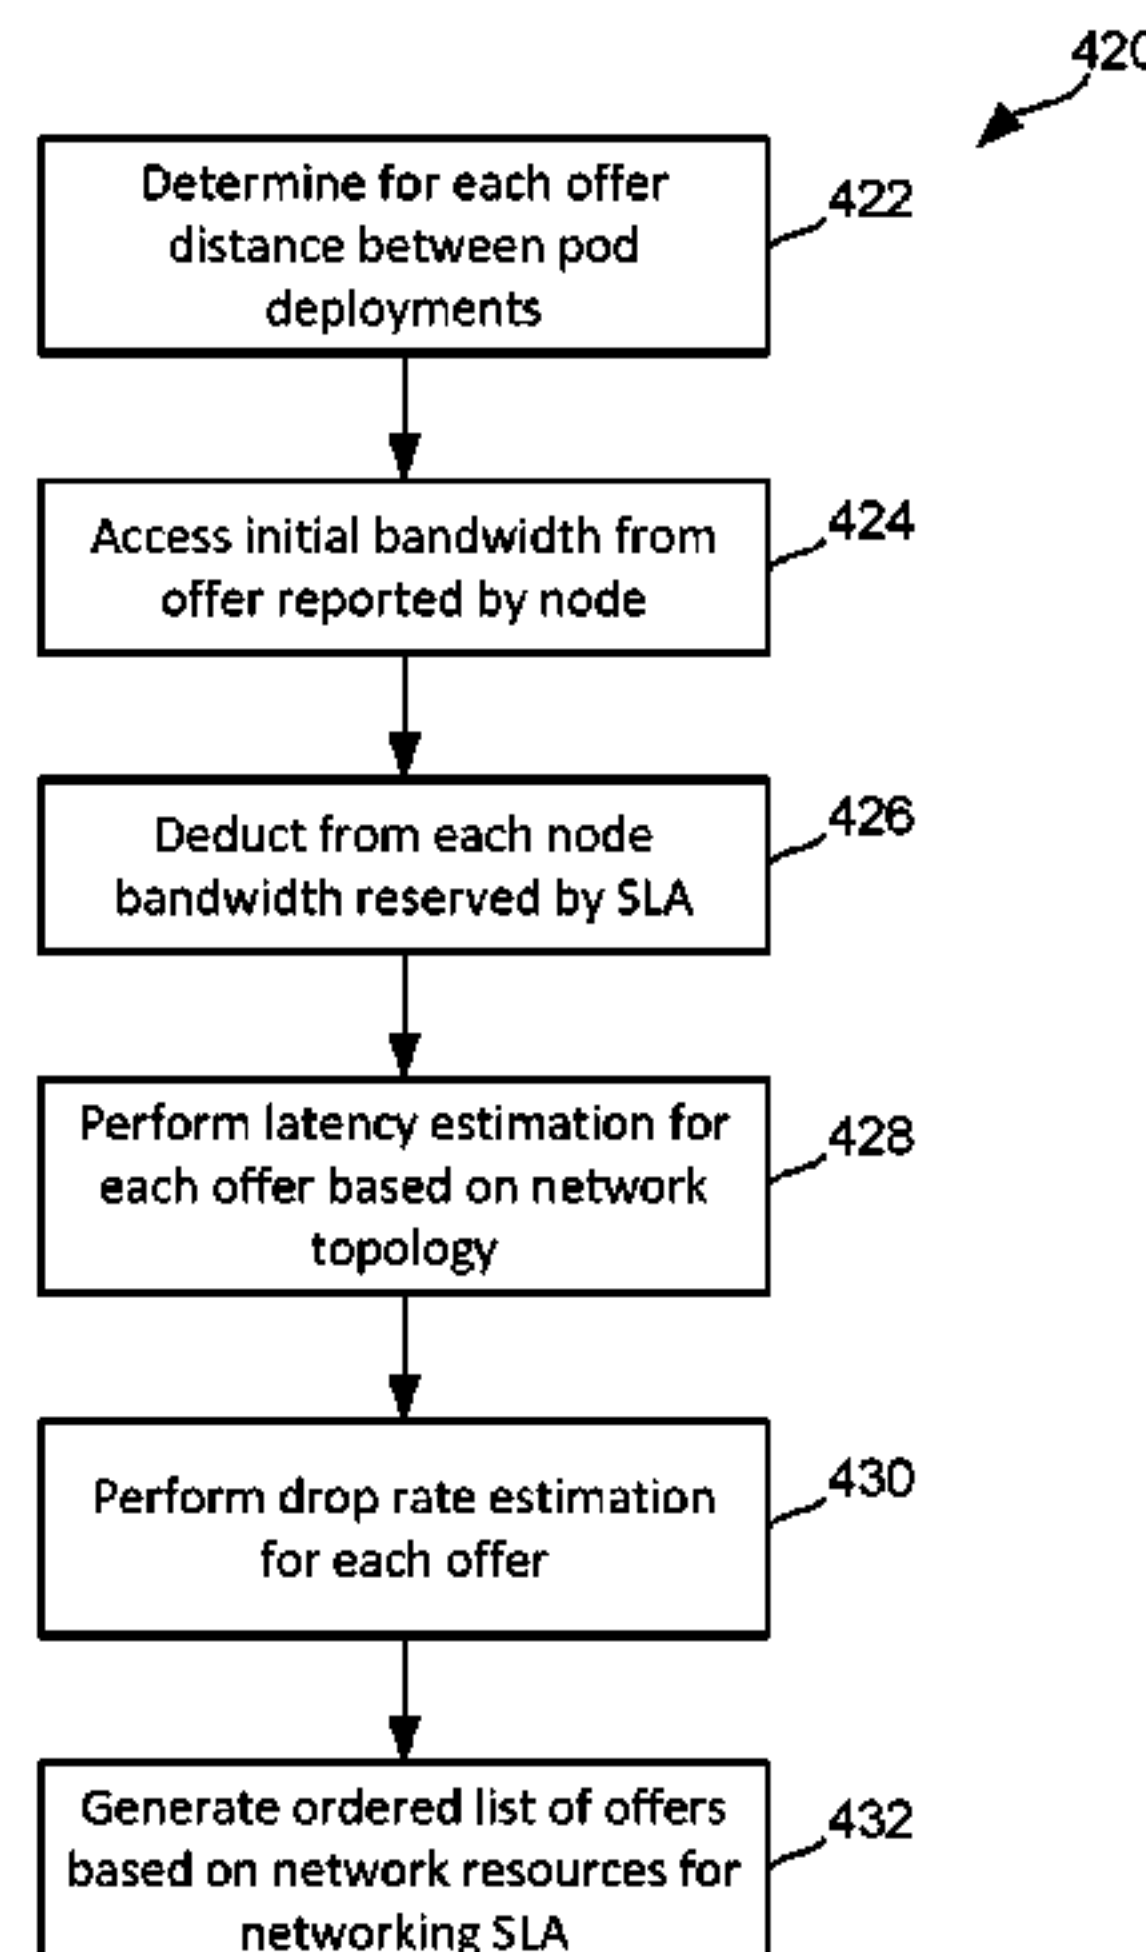 420
Determine for each offer
distance between pod
deployments
422
Access initial bandwidth from
offer reported by node
424
Deduct from each node
bandwidth reserved by SLA
426
Perform latency estimation for
each offer based on network
topology
428
Perform drop rate estimation
for each offer
430
Generate ordered list of offers
based on network resources for
networking SLA
432